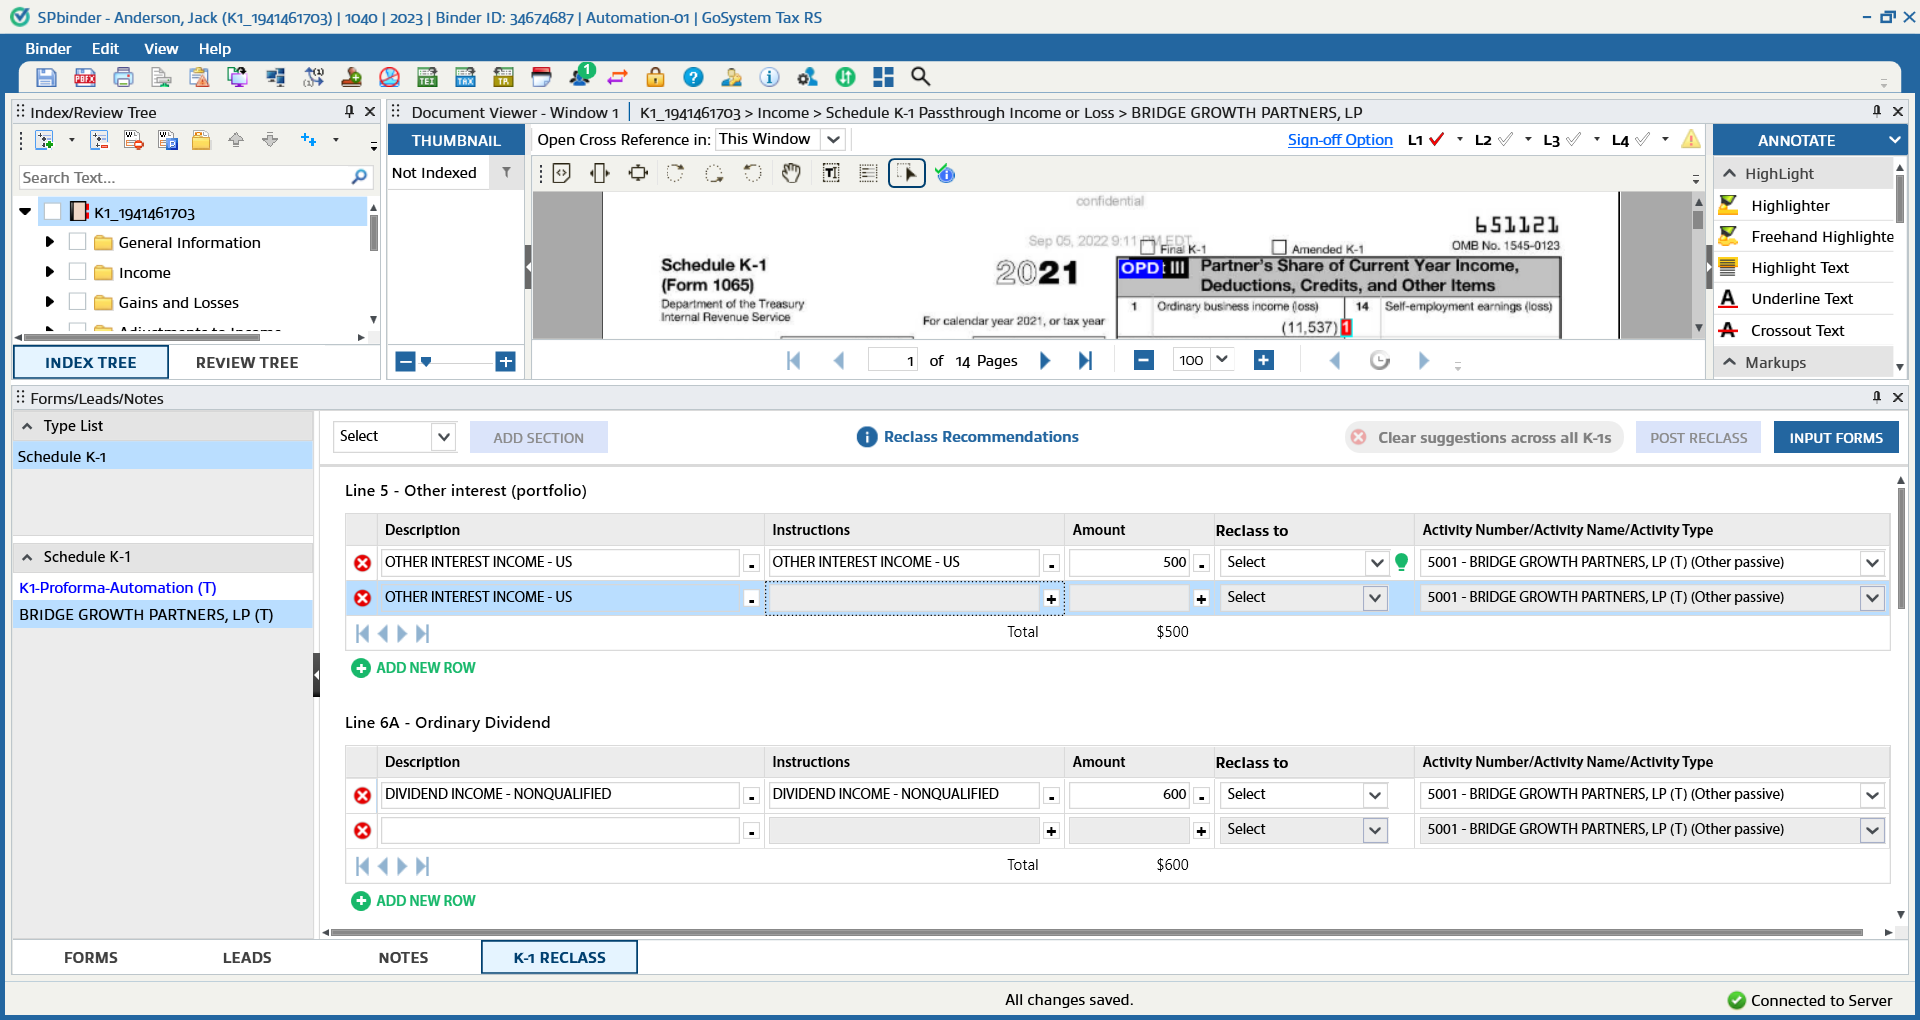 SPbinder - Anderson, Jack (K1_1941461703) | 1040 | 2023 | Binder ID: 34674687 | Automation-01 | GoSystem Tax RS
Binder Edit View Help
Index/Review Tree
Document Viewer - Window 1 | K1_1941461703 > Income > Schedule K-1 Passthrough Income or Loss > BRIDGE GROWTH PARTNERS, LP
THUMBNAIL
Open Cross Reference in: This Window
Sign-off Option L1 L2 L3 L4
ANNOTATE
Not Indexed
Search Text...
HighLight
Highlighter
Freehand Highlighte
Highlight Text
Underline Text
Crossout Text
Markups
K1_1941461703
General Information
Income
Gains and Losses
Adjustments to Income
INDEX TREE REVIEW TREE
confidential
Sep 05, 2022 9:11 PM EDT
651121
Final K-1 Amended K-1 OMB No. 1545-0123
Schedule K-1
(Form 1065)
2021
OPD t III Partner's Share of Current Year Income,
Deductions, Credits, and Other Items
Department of the Treasury
Internal Revenue Service
For calendar year 2021, or tax year
1 Ordinary business income (loss) 14 Self-employment earnings (loss)
(11,537) 1
1 of 14 Pages 100
Forms/Leads/Notes
Type List
Schedule K-1
Schedule K-1
K1-Proforma-Automation (T)
BRIDGE GROWTH PARTNERS, LP (T)
Select ADD SECTION Reclass Recommendations Clear suggestions across all K-1s POST RECLASS INPUT FORMS
Line 5 - Other interest (portfolio)
Description Instructions Amount Reclass to Activity Number/Activity Name/Activity Type
OTHER INTEREST INCOME - US - OTHER INTEREST INCOME - US - 500 - Select 5001 - BRIDGE GROWTH PARTNERS, LP (T) (Other passive)
OTHER INTEREST INCOME - US - + + Select 5001 - BRIDGE GROWTH PARTNERS, LP (T) (Other passive)
Total $500
ADD NEW ROW
Line 6A - Ordinary Dividend
Description Instructions Amount Reclass to Activity Number/Activity Name/Activity Type
DIVIDEND INCOME - NONQUALIFIED - DIVIDEND INCOME - NONQUALIFIED - 600 - Select 5001 - BRIDGE GROWTH PARTNERS, LP (T) (Other passive)
- + + Select 5001 - BRIDGE GROWTH PARTNERS, LP (T) (Other passive)
Total $600
ADD NEW ROW
FORMS LEADS NOTES K-1 RECLASS
All changes saved.
Connected to Server